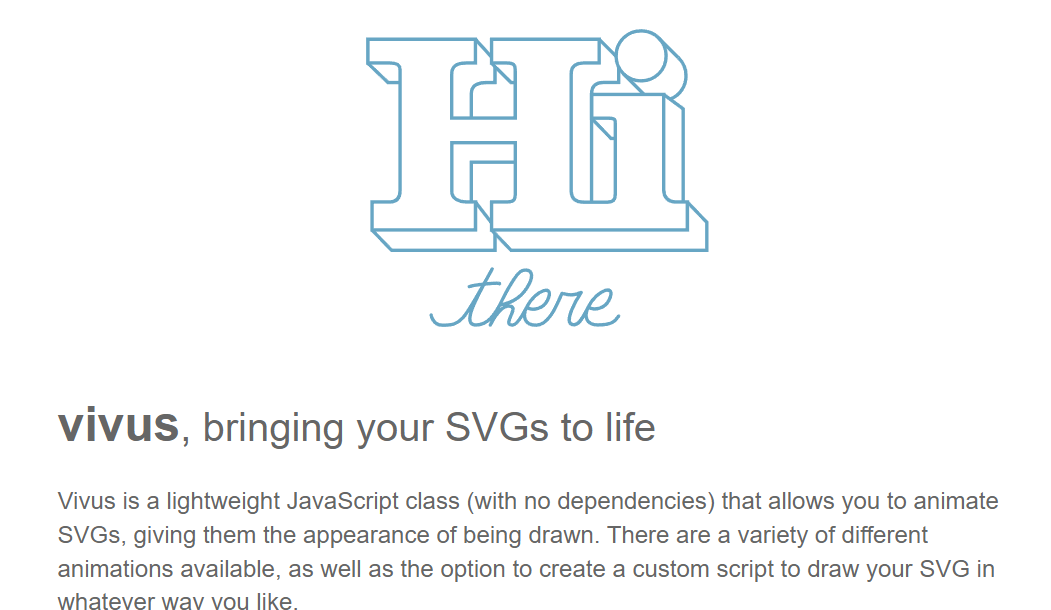 Hi
there
vivus, bringing your SVGs to life
Vivus is a lightweight JavaScript class (with no dependencies) that allows you to animate
SVGs, giving them the appearance of being drawn. There are a variety of different
animations available, as well as the option to create a custom script to draw your SVG in
whatever way you like.